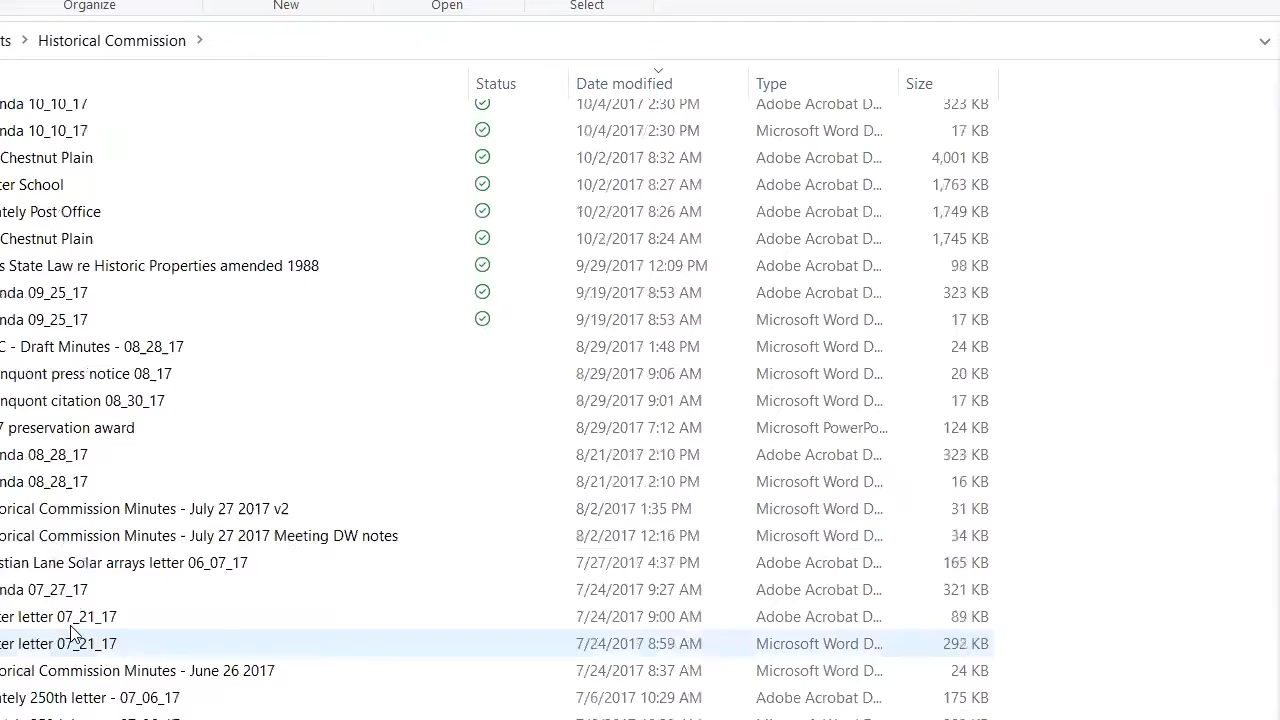 Organize New Open Select
ts > Historical Commission >
Status Date modified Type Size
nda 10_10_17 10/4/2017 2:30 PM Adobe Acrobat D... 323 KB
nda 10_10_17 10/4/2017 2:30 PM Microsoft Word D... 17 KB
Chestnut Plain 10/2/2017 8:32 AM Adobe Acrobat D... 4,001 KB
ter School 10/2/2017 8:27 AM Adobe Acrobat D... 1,763 KB
ately Post Office 10/2/2017 8:26 AM Adobe Acrobat D... 1,749 KB
Chestnut Plain 10/2/2017 8:24 AM Adobe Acrobat D... 1,745 KB
s State Law re Historic Properties amended 1988 9/29/2017 12:09 PM Adobe Acrobat D... 98 KB
nda 09_25_17 9/19/2017 8:53 AM Adobe Acrobat D... 323 KB
nda 09_25_17 9/19/2017 8:53 AM Microsoft Word D... 17 KB
C - Draft Minutes - 08_28_17 8/29/2017 1:48 PM Microsoft Word D... 24 KB
nquont press notice 08_17 8/29/2017 9:06 AM Microsoft Word D... 20 KB
nquont citation 08_30_17 8/29/2017 9:01 AM Microsoft Word D... 17 KB
7 preservation award 8/29/2017 7:12 AM Microsoft PowerPo... 124 KB
nda 08_28_17 8/21/2017 2:10 PM Adobe Acrobat D... 323 KB
nda 08_28_17 8/21/2017 2:10 PM Microsoft Word D... 16 KB
orical Commission Minutes - July 27 2017 v2 8/2/2017 1:35 PM Microsoft Word D... 31 KB
orical Commission Minutes - July 27 2017 Meeting DW notes 8/2/2017 12:16 PM Microsoft Word D... 34 KB
stian Lane Solar arrays letter 06_07_17 7/27/2017 4:37 PM Adobe Acrobat D... 165 KB
nda 07_27_17 7/24/2017 9:27 AM Adobe Acrobat D... 321 KB
ter letter 07_21_17 7/24/2017 9:00 AM Adobe Acrobat D... 89 KB
ter letter 07_21_17 7/24/2017 8:59 AM Microsoft Word D... 292 KB
orical Commission Minutes - June 26 2017 7/24/2017 8:37 AM Microsoft Word D... 24 KB
ately 250th letter - 07_06_17 7/6/2017 10:29 AM Adobe Acrobat D... 175 KB